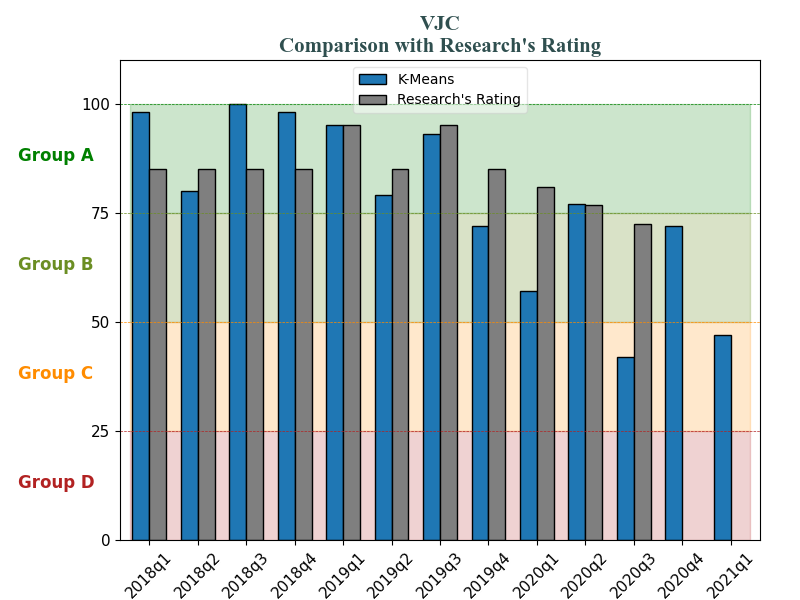 VJC
Comparison with Research's Rating
K-Means
Research's Rating
100
75
50
25
0
Group A
Group B
Group C
Group D
2018q1
2018q2
2018q3
2018q4
2019q1
2019q2
2019q3
2019q4
2020q1
2020q2
2020q3
2020q4
2021q1